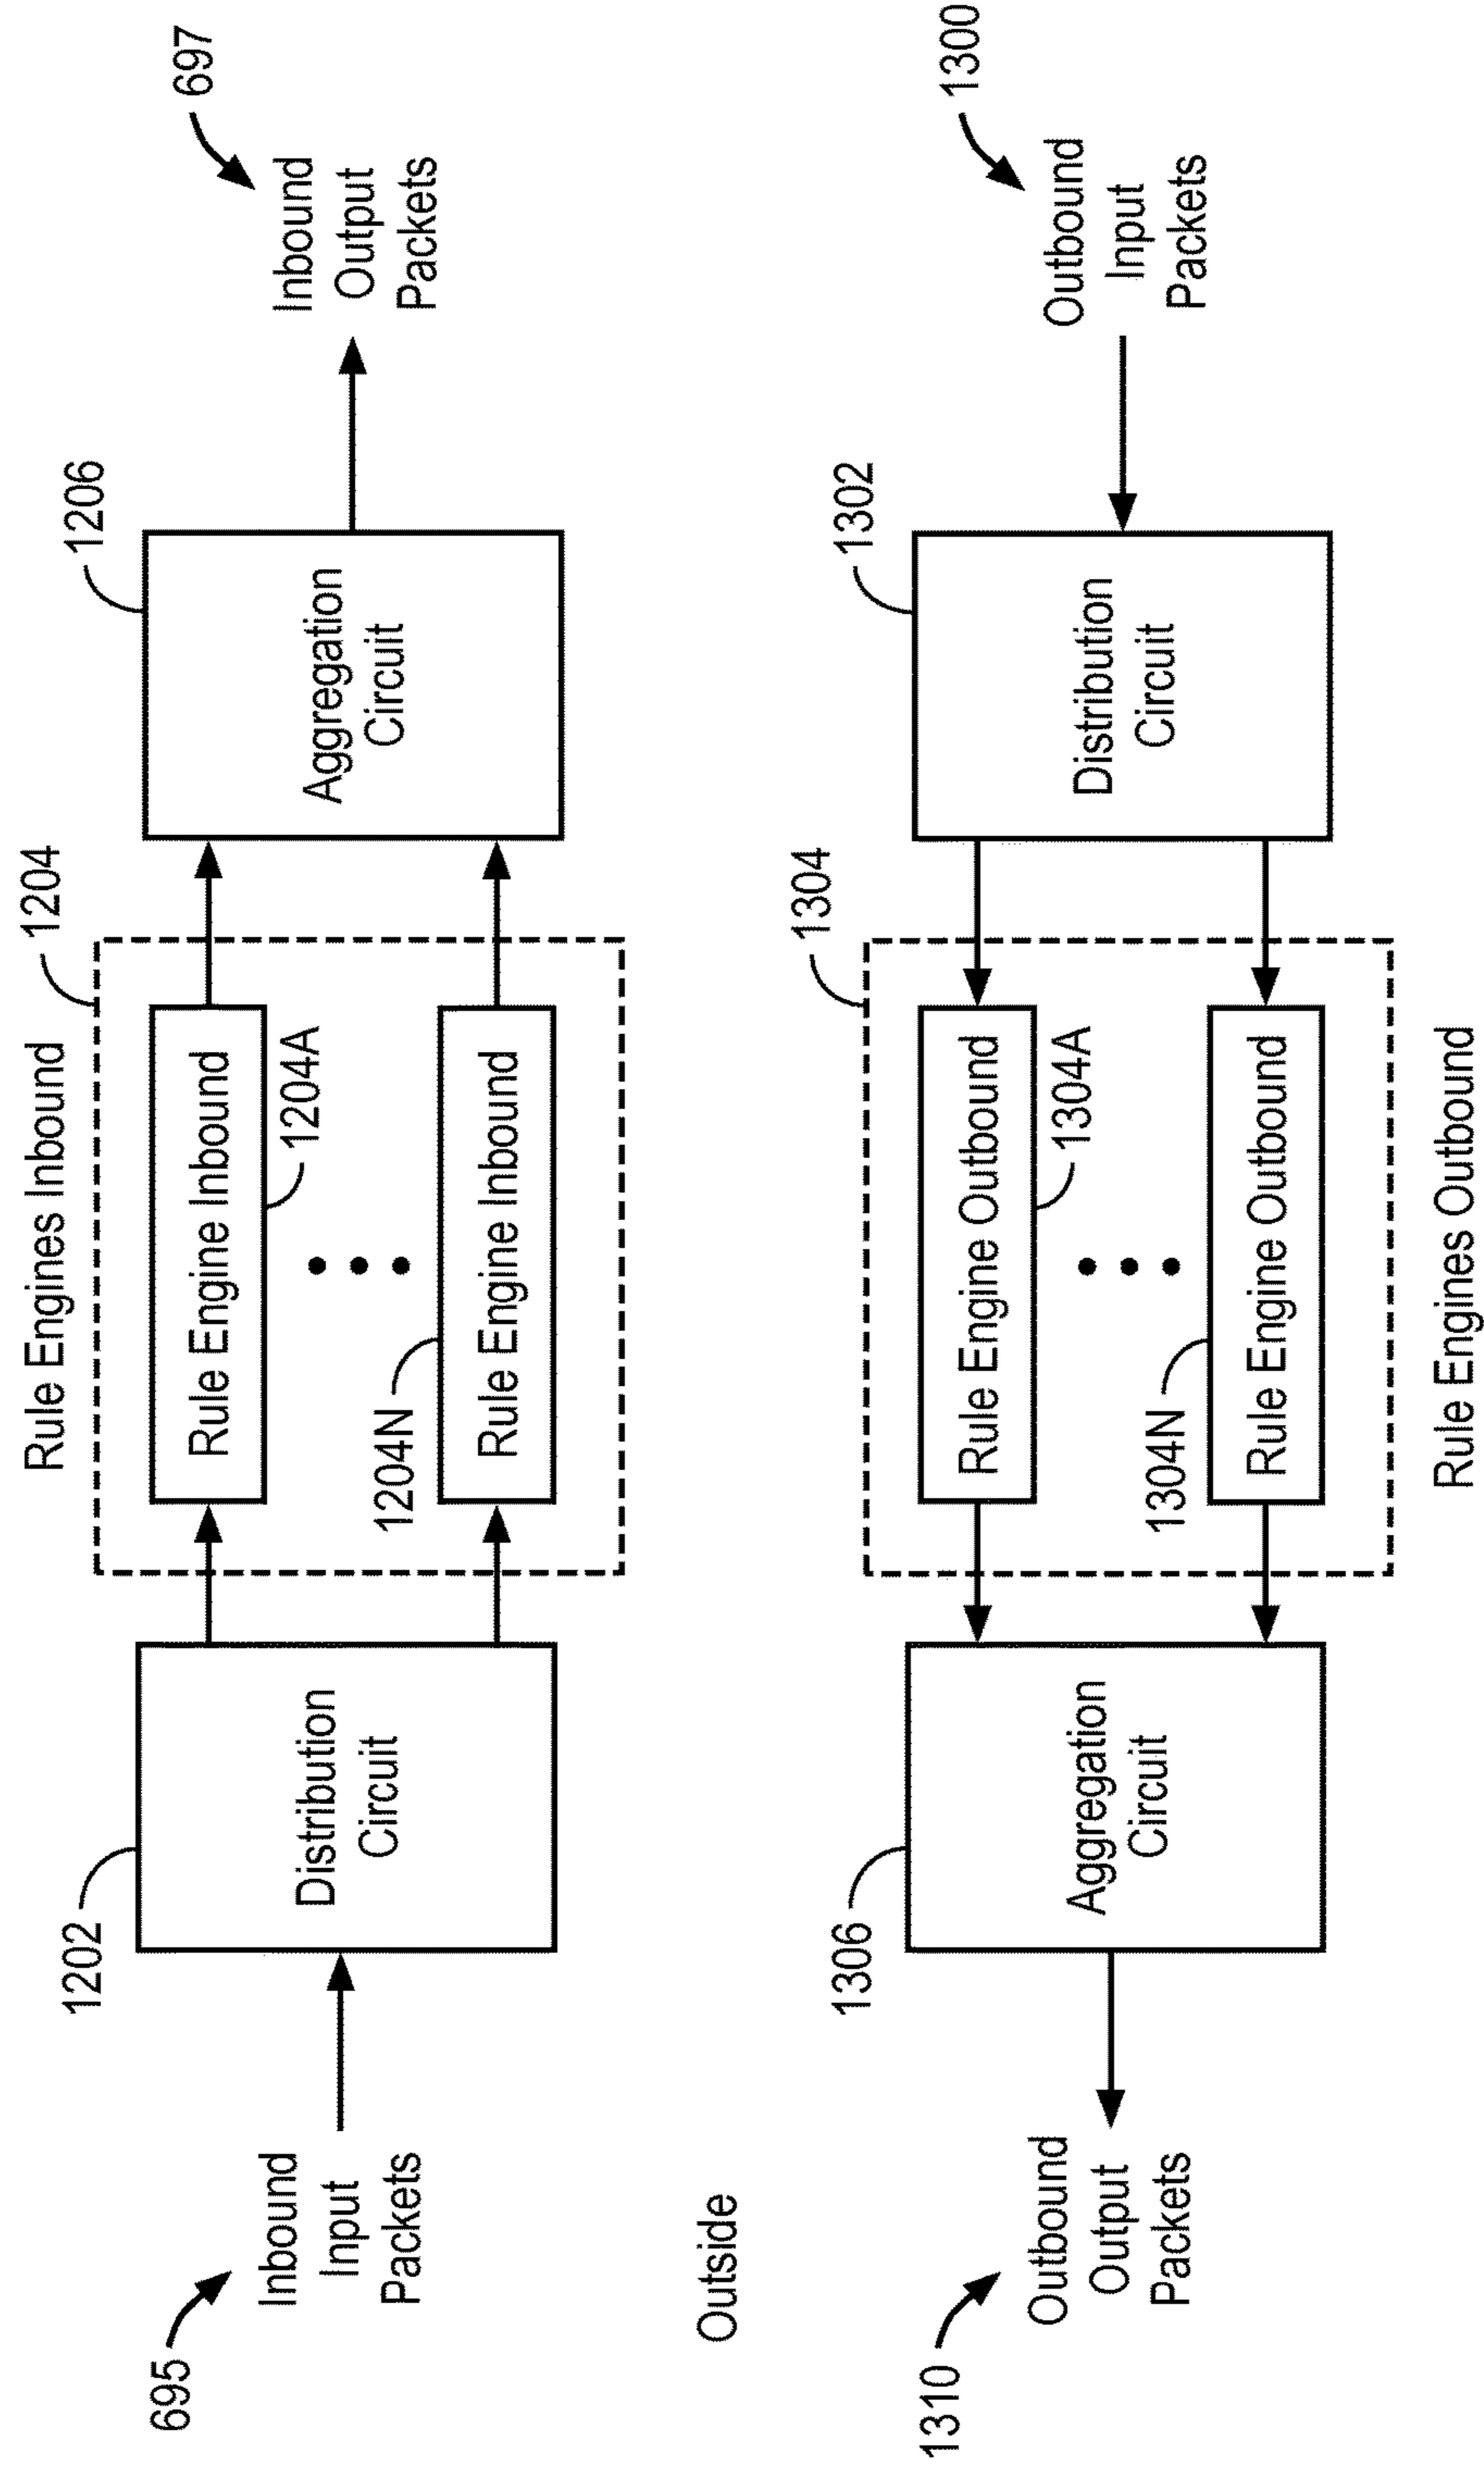 Rule Engines Inbound
1204
1202
1206
697
695
Inbound
Input
Packets
Distribution
Circuit
Rule Engine Inbound
1204A
1204N
Rule Engine Inbound
Aggregation
Circuit
Inbound
Output
Packets
Outside
1310
Outbound
Output
Packets
1306
Aggregation
Circuit
1304
Rule Engine Outbound
1304A
1304N
Rule Engine Outbound
1302
Distribution
Circuit
1300
Outbound
Input
Packets
Rule Engines Outbound